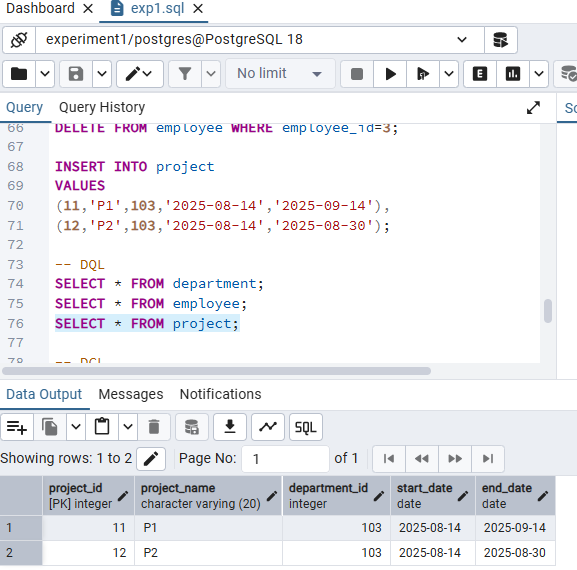 Dashboard × exp1.sql ×
experiment1/postgres@PostgreSQL 18
No limit
E
Query Query History
Sc
66 DELETE FROM employee WHERE employee_id=3;
67
68 INSERT INTO project
69 VALUES
70 (11,'P1',103,'2025-08-14','2025-09-14'),
71 (12,'P2',103,'2025-08-14','2025-08-30');
72
73 -- DQL
74 SELECT * FROM department;
75 SELECT * FROM employee;
76 SELECT * FROM project;
77
78 -- DCL
Data Output Messages Notifications
SQL
Showing rows: 1 to 2 Page No: 1 of 1
project_id project_name department_id start_date end_date
[PK] integer character varying (20) integer date date
1 11 P1 103 2025-08-14 2025-09-14
2 12 P2 103 2025-08-14 2025-08-30